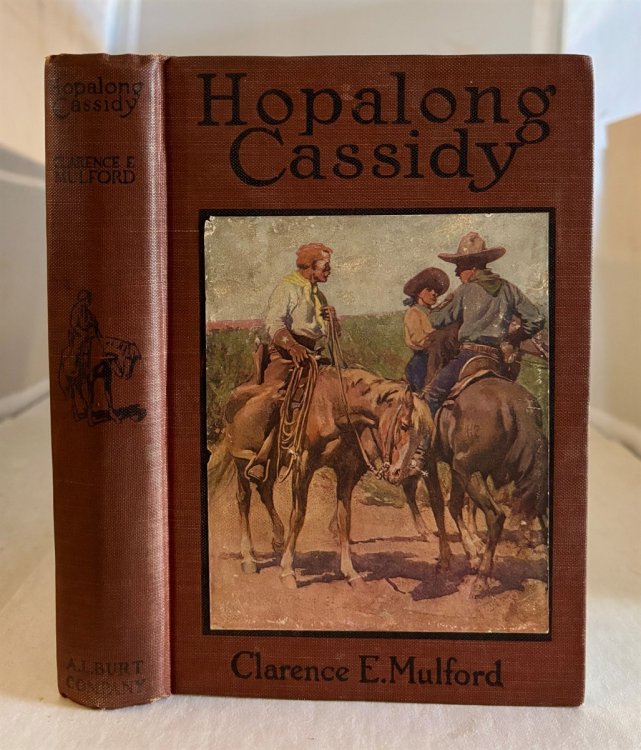 Hopalong
Cassidy
CLARENCE E.
MULFORD
A.L.BURT
COMPANY
Hopalong
Cassidy
Clarence E. Mulford